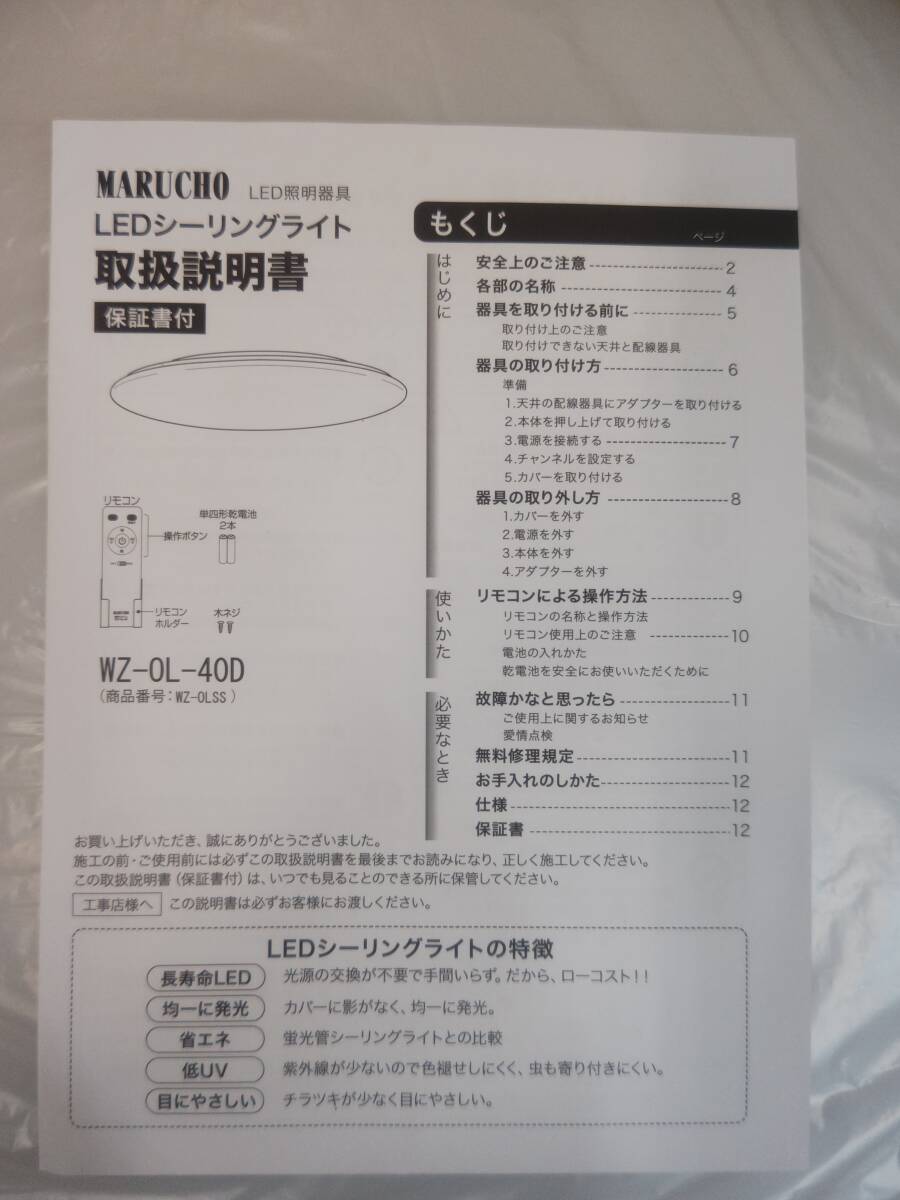 MARUCHO LED照明器具
LEDシーリングライト
取扱説明書
保証書付
リモコン
操作ボタン
単四形乾電池
2本
リモコン
ホルダー
木ネジ
WZ-OL-40D
(商品番号：WZ-OLSS)
もくじ
ページ
はじめに
安全上のご注意 2
各部の名称 4
器具を取り付ける前に 5
取り付け上のご注意
取り付けできない天井と配線器具
器具の取り付け方 6
準備
1.天井の配線器具にアダプターを取り付ける
2.本体を押し上げて取り付ける
3.電源を接続する 7
4.チャンネルを設定する
5.カバーを取り付ける
器具の取り外し方 8
1.カバーを外す
2.電源を外す
3.本体を外す
4.アダプターを外す
使いかた
リモコンによる操作方法 9
リモコンの名称と操作方法
リモコン使用上のご注意 10
電池の入れかた
乾電池を安全にお使いいただくために
必要なとき
故障かなと思ったら 11
ご使用上に関するお知らせ
愛情点検
無料修理規定 11
お手入れのしかた 12
仕様 12
保証書 12
お買い上げいただき、誠にありがとうございました。
施工の前・ご使用前には必ずこの取扱説明書を最後までお読みになり、正しく施工してください。
この取扱説明書（保証書付）は、いつでも見ることのできる所に保管してください。
工事店様へ この説明書は必ずお客様にお渡しください。
LEDシーリングライトの特徴
長寿命LED 光源の交換が不要で手間いらず。だから、ローコスト！！
均一に発光 カバーに影がなく、均一に発光。
省エネ 蛍光管シーリングライトとの比較
低UV 紫外線が少ないので色褪せしにくく、虫も寄り付きにくい。
目にやさしい チラツキが少なく目にやさしい。